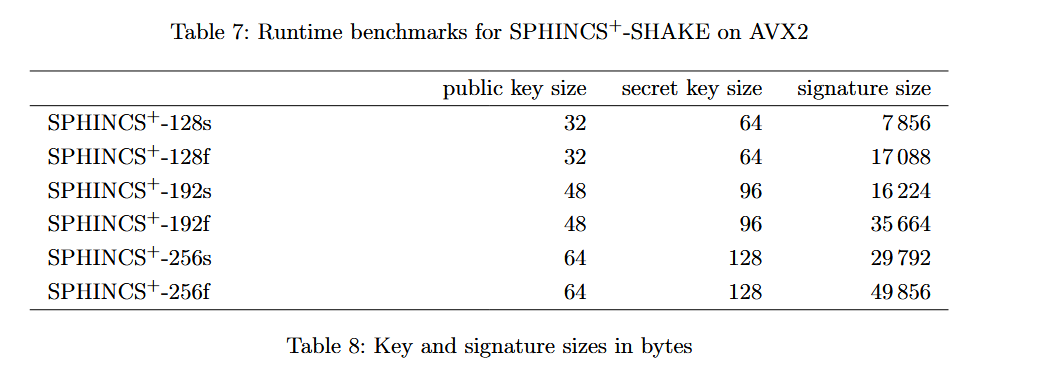 Table 7: Runtime benchmarks for SPHINCS+-SHAKE on AVX2
public key size secret key size signature size
SPHINCS+-128s 32 64 7 856
SPHINCS+-128f 32 64 17 088
SPHINCS+-192s 48 96 16 224
SPHINCS+-192f 48 96 35 664
SPHINCS+-256s 64 128 29 792
SPHINCS+-256f 64 128 49 856
Table 8: Key and signature sizes in bytes